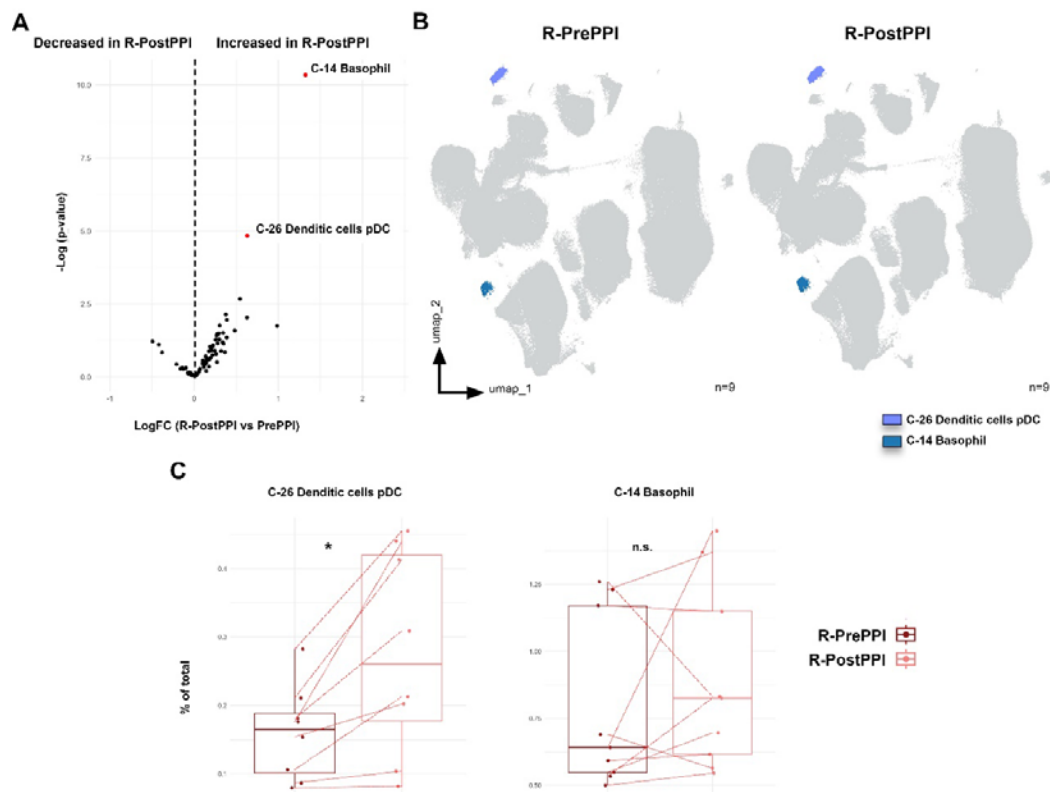 A
Decreased in R-PostPPI
Increased in R-PostPPI
C-14 Basophil
10.0
7.5
C-26 Denditic cells pDC
5.0
2.5
0.0
-Log (p-value)
-1
0
1
2
LogFC (R-PostPPI vs PrePPI)
B
R-PrePPI
R-PostPPI
umap_2
umap_1
n=9
n=9
C-26 Denditic cells pDC
C-14 Basophil
C
C-26 Denditic cells pDC
*
0.4
0.3
0.2
0.1
% of total
C-14 Basophil
n.s.
1.25
1.00
0.75
0.50
R-PrePPI
R-PostPPI